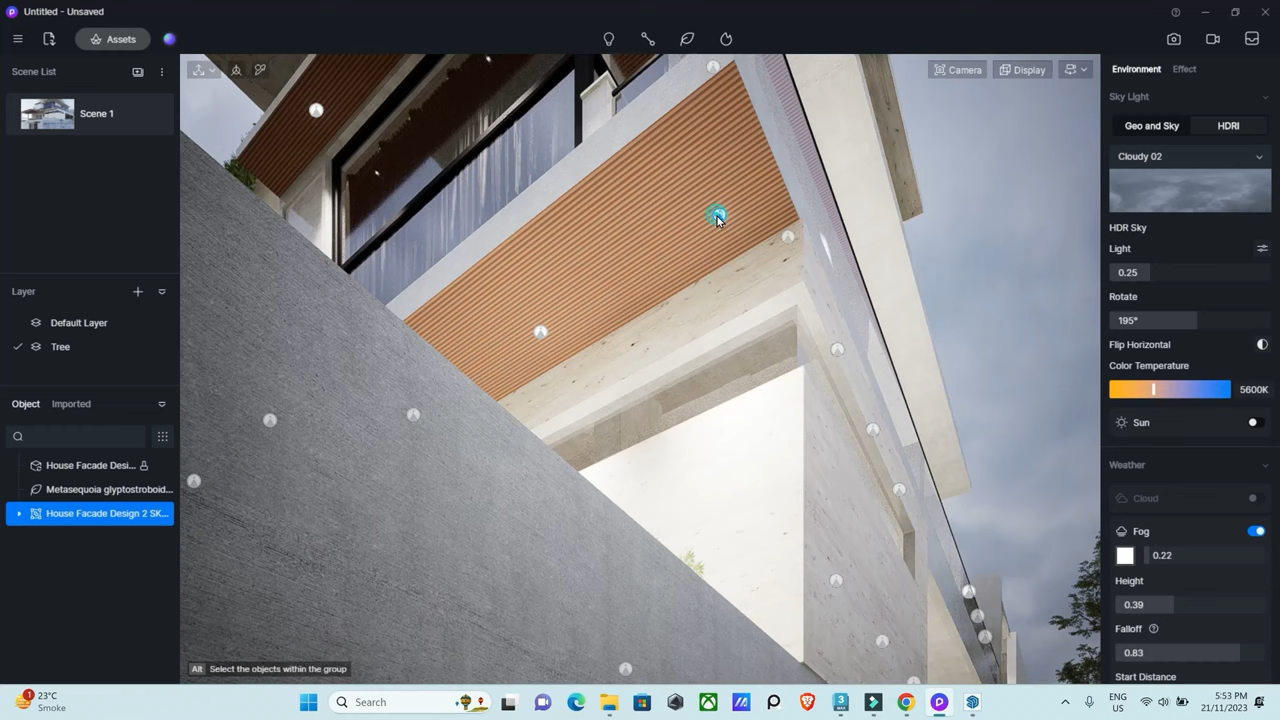 Untitled - Unsaved
Assets
Scene List
Scene 1
Layer
Default Layer
Tree
Object
Imported
House Facade Desi...
Metasequoia glyptostroboid...
House Facade Design 2 SK...
Camera
Display
Alt Select the objects within the group
Environment
Effect
Sky Light
Geo and Sky
HDRI
Cloudy 02
HDR Sky
Light
0.25
Rotate
195°
Flip Horizontal
Color Temperature
5600K
Sun
Weather
Cloud
Fog
0.22
Height
0.39
Falloff
0.83
Start Distance
1
23°C
Smoke
Search
ENG
US
5:53 PM
21/11/2023